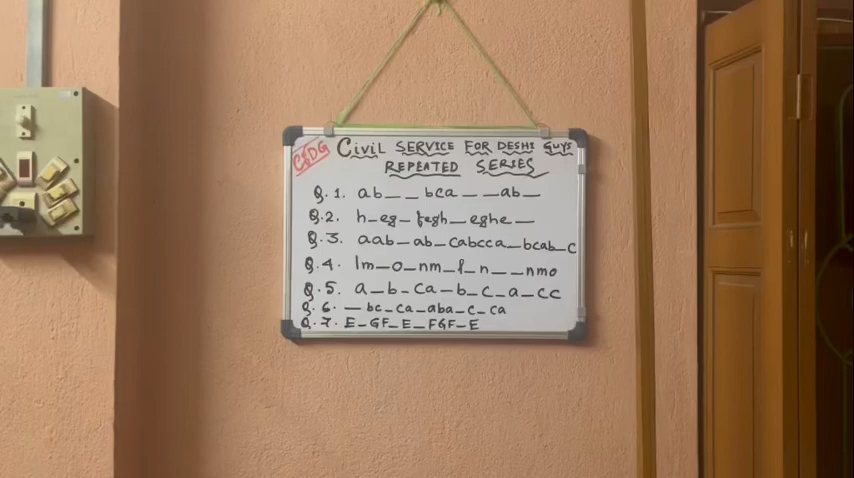 CSDG
CIVIL SERVICE FOR DESHI GUYS
REPEATED SERIES
Q.1. ab_ _bca_ _ab_
Q.2. h_eg_fegh_eghe_
Q.3. aab_ab_cabcca_bcab_c
Q.4. lm_o_nm_l_n_ _nmo
Q.5. a_b_ca_b_c_a_cc
Q.6. _bc_ca_aba_c_ca
Q.7. E_GF_E_FGF_E